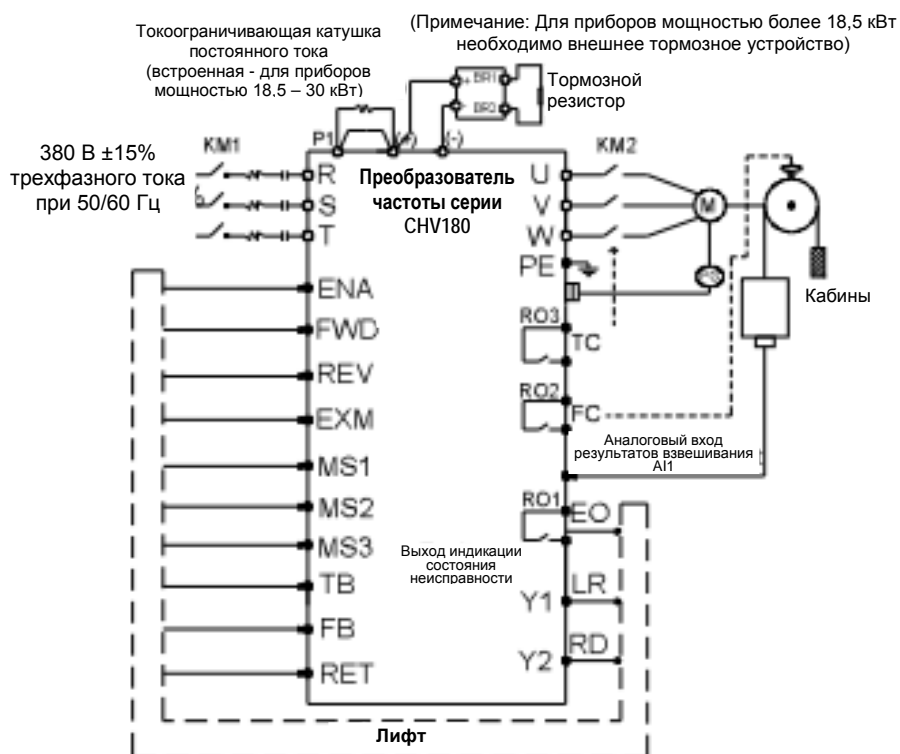 (Примечание: Для приборов мощностью более 18,5 кВт
необходимо внешнее тормозное устройство)
Токоограничивающая катушка
постоянного тока
(встроенная - для приборов
мощностью 18,5 – 30 кВт)
+ BR1
- BR2
Тормозной
резистор
P1 (+) (-)
KM1
KM2
380 В ±15%
трехфазного тока
при 50/60 Гц
R
S
T
Преобразователь
частоты серии
CHV180
U
V
W
PE
M
Кабины
ENA
FWD
REV
EXM
MS1
MS2
MS3
TB
FB
RET
RO3
TC
RO2
FC
Аналоговый вход
результатов взвешивания
AI1
RO1
EO
Выход индикации
состояния
неисправности
Y1
LR
Y2
RD
Лифт